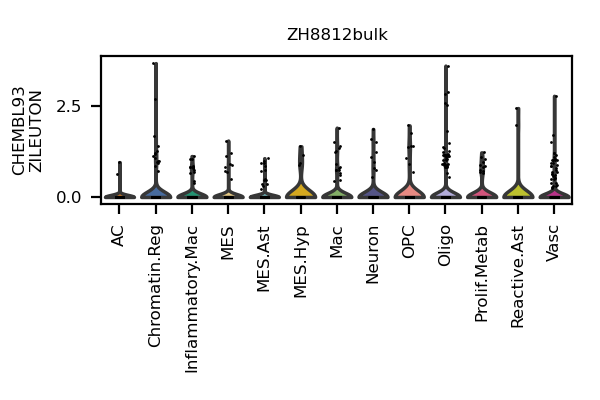 ZH8812bulk
CHEMBL93
ZILEUTON
2.5
0.0
AC
Chromatin.Reg
Inflammatory.Mac
MES
MES.Ast
MES.Hyp
Mac
Neuron
OPC
Oligo
Prolif.Metab
Reactive.Ast
Vasc